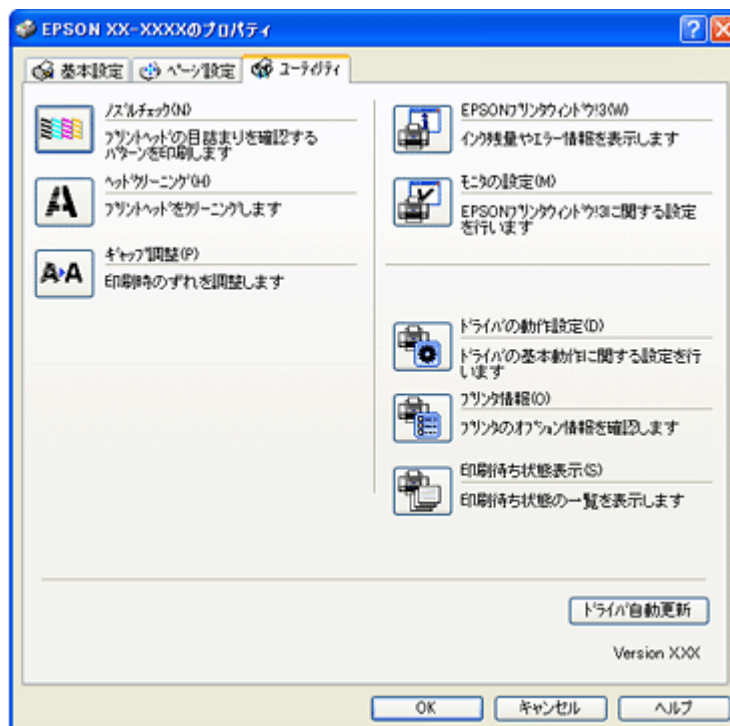 EPSON XX-XXXXのプロパティ
基本設定
ページ設定
ユーティリティ
ノズルチェック(N)
プリントヘッドの目詰まりを確認する
パターンを印刷します
ヘッドクリーニング(H)
プリントヘッドをクリーニングします
ギャップ調整(P)
印刷時のずれを調整します
EPSONプリンタウィンドウ!3(W)
インク残量やエラー情報を表示します
モニタの設定(M)
EPSONプリンタウィンドウ!3に関する設定
を行います
ドライバの動作設定(D)
ドライバの基本動作に関する設定を行
います
プリンタ情報(O)
プリンタのオプション情報を確認します
印刷待ち状態表示(S)
印刷待ち状態の一覧を表示します
ドライバ自動更新
Version XXX
OK
キャンセル
ヘルプ